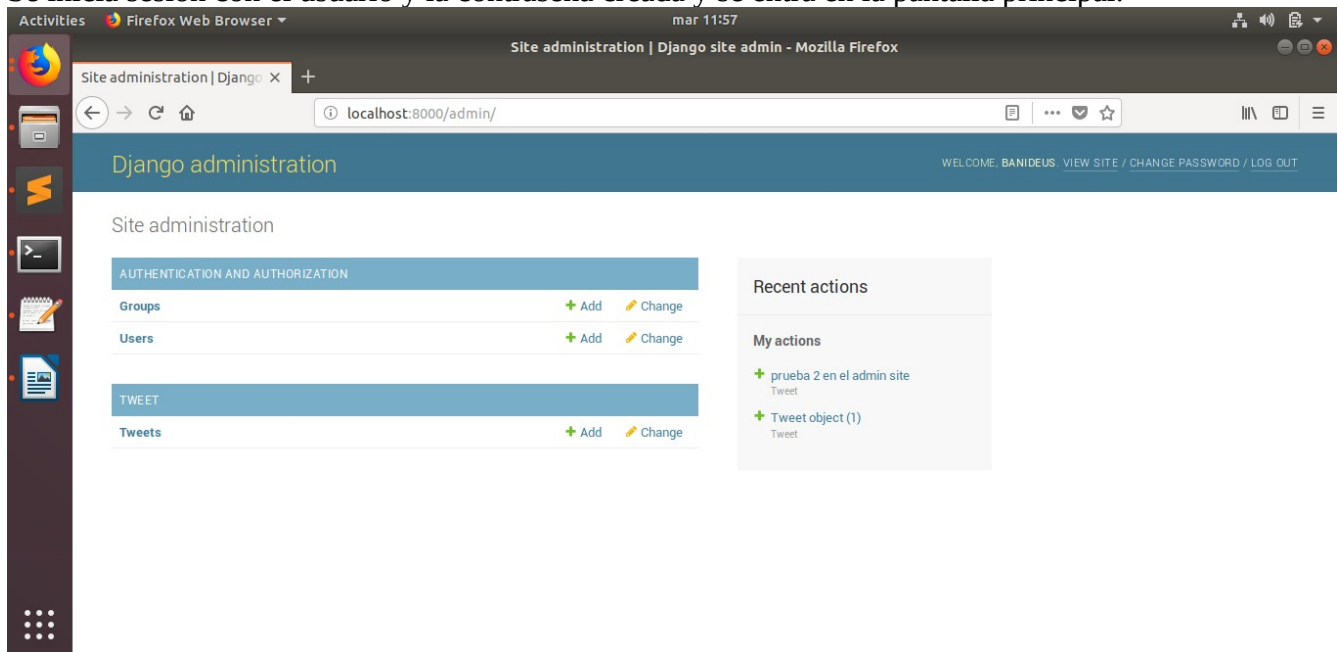 Se inicia sesión con el usuario y la contraseña creada y se entra en la pantalla principal.
Activities Firefox Web Browser mar 11:57
Site administration | Django site admin - Mozilla Firefox
Site administration | Django
localhost:8000/admin/
Django administration
WELCOME, BANIDEUS. VIEW SITE / CHANGE PASSWORD / LOG OUT
Site administration
AUTHENTICATION AND AUTHORIZATION
Groups Add Change
Users Add Change
TWEET
Tweets Add Change
Recent actions
My actions
prueba 2 en el admin site
Tweet
Tweet object (1)
Tweet